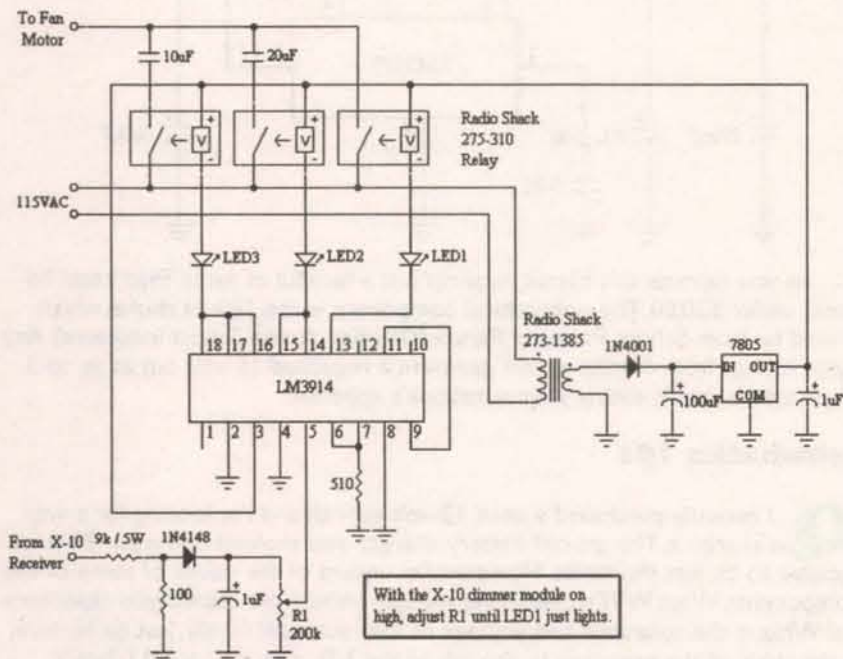 To Fan
Motor
10uF
20uF
Radio Shack
275-310
Relay
+
V
-
+
V
-
+
V
-
115VAC
LED3
LED2
LED1
Radio Shack
273-1385
1N4001
7805
IN OUT
COM
+
100uF
+
1uF
18 17 16 15 14 13 12 11 10
LM3914
1 2 3 4 5 6 7 8 9
510
From X-10
Receiver
9k / 5W
1N4148
100
+
1uF
R1
200k
With the X-10 dimmer module on
high, adjust R1 until LED1 just lights.